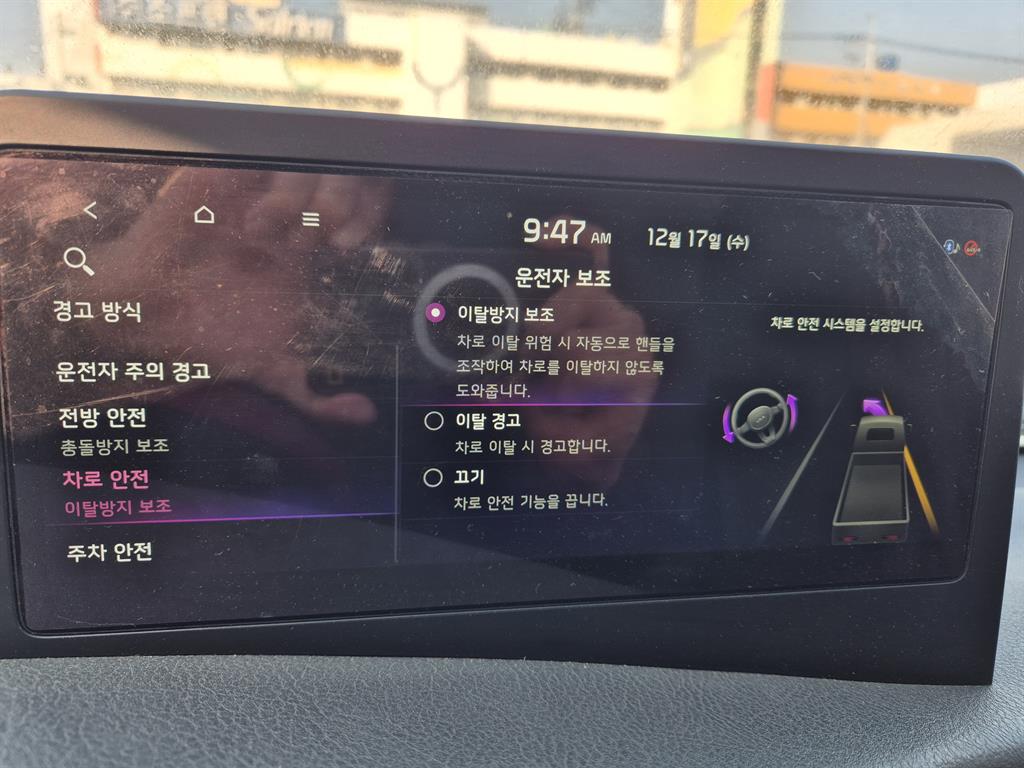 9:47 AM
12월 17일 (수)
운전자 보조
경고 방식
운전자 주의 경고
전방 안전
충돌방지 보조
차로 안전
이탈방지 보조
주차 안전
이탈방지 보조
차로 이탈 위험 시 자동으로 핸들을
조작하여 차로를 이탈하지 않도록
도와줍니다.
이탈 경고
차로 이탈 시 경고합니다.
끄기
차로 안전 기능을 끕니다.
차로 안전 시스템을 설정합니다.